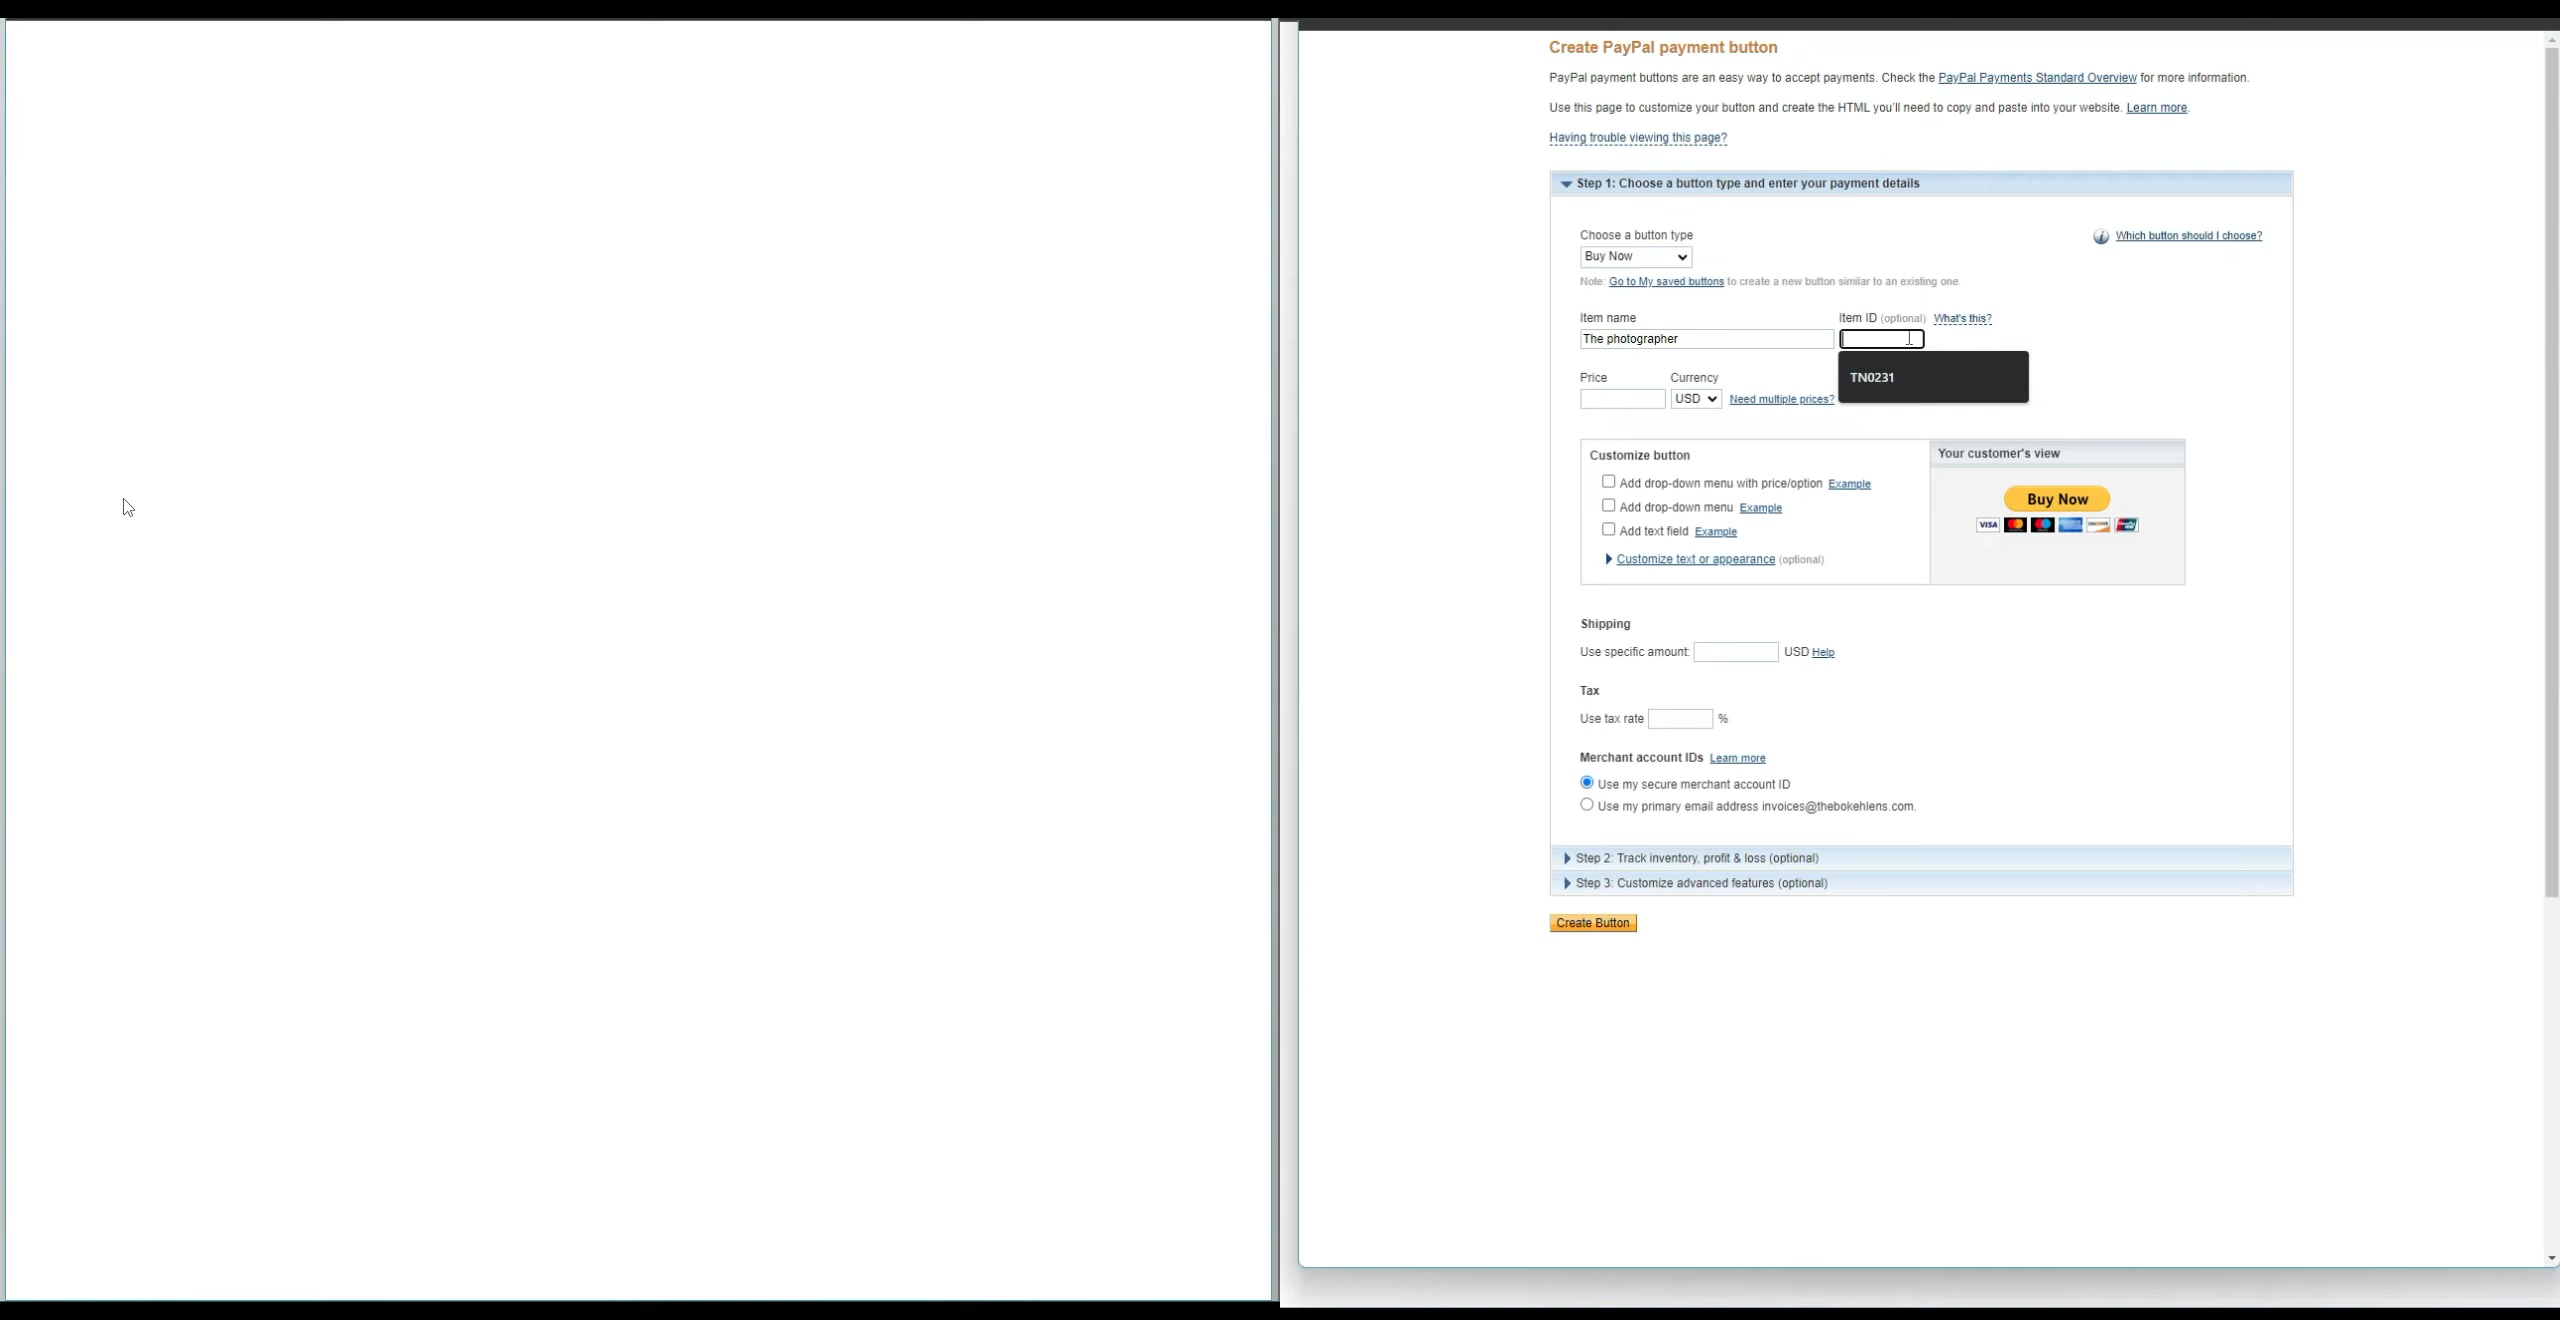 Create PayPal payment button
PayPal payment buttons are an easy way to accept payments. Check the PayPal Payments Standard Overview for more information.
Use this page to customize your button and create the HTML you'll need to copy and paste into your website. Learn more.
Having trouble viewing this page?
Step 1: Choose a button type and enter your payment details
Choose a button type
Which button should I choose?
Buy Now
Note: Go to My saved buttons to create a new button similar to an existing one.
Item name Item ID (optional) What's this?
The photographer
TN0231
Price Currency
USD Need multiple prices?
Customize button
Your customer's view
Add drop-down menu with price/option Example
Buy Now
Add drop-down menu Example
VISA DISCOVER
Add text field Example
Customize text or appearance (optional)
Shipping
Use specific amount: USD Help
Tax
Use tax rate %
Merchant account IDs Learn more
Use my secure merchant account ID
Use my primary email address invoices@thebokehlens.com.
Step 2: Track inventory, profit & loss (optional)
Step 3: Customize advanced features (optional)
Create Button